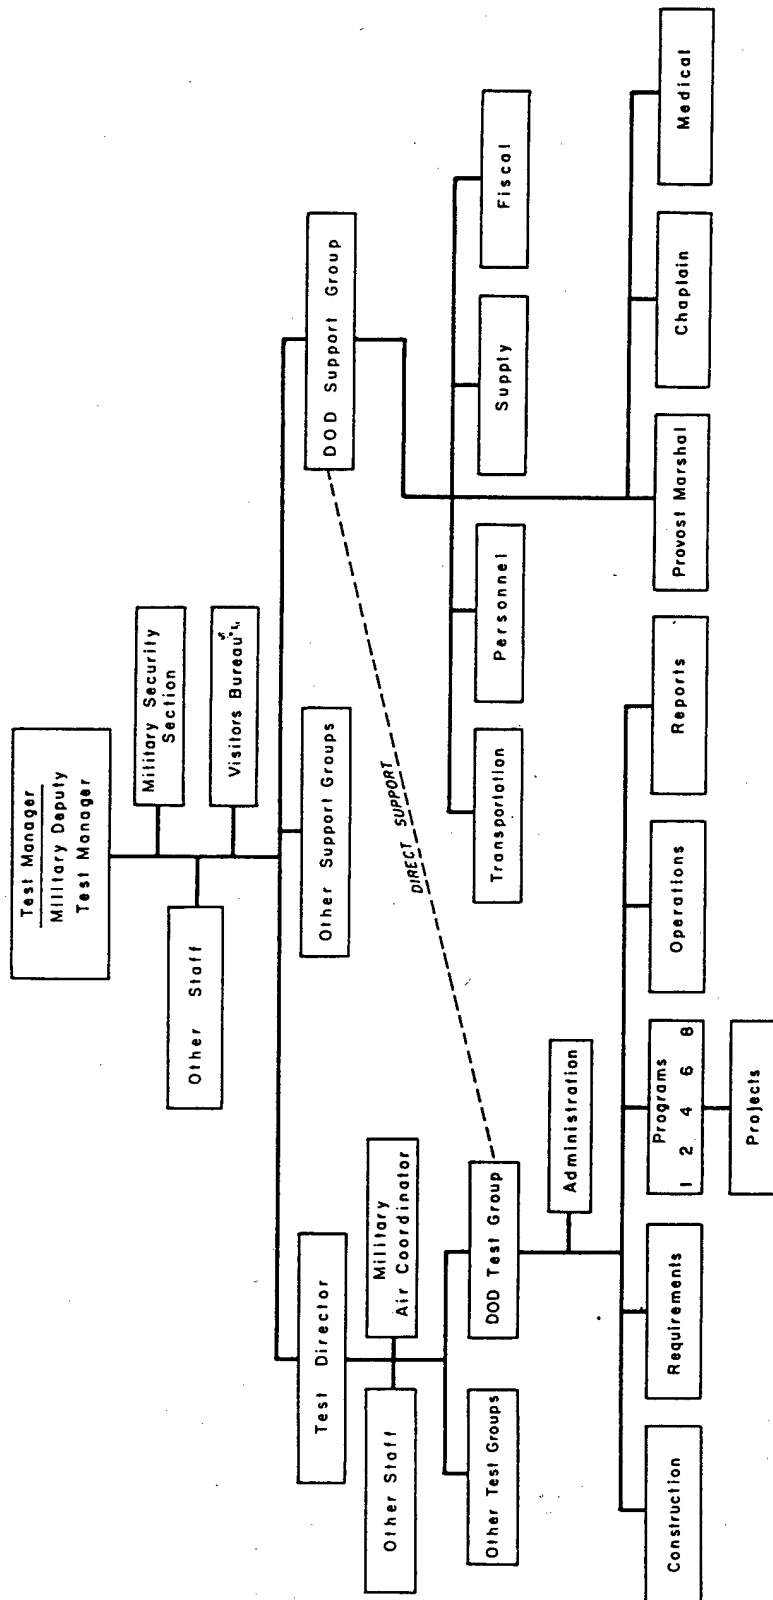 Test Manager
Military Deputy
Test Manager
Military Security
Section
Other Staff
Visitors Bureau
Test Director
Other Support Groups
DOD Support Group
Military
Air Coordinator
Other Staff
DIRECT SUPPORT
Other Test Groups
DOD Test Group
Transportation
Personnel
Supply
Fiscal
Administration
Construction
Requirements
Programs
1 2 4 6 8
Operations
Reports
Provost Marshal
Chaplain
Medical
Projects